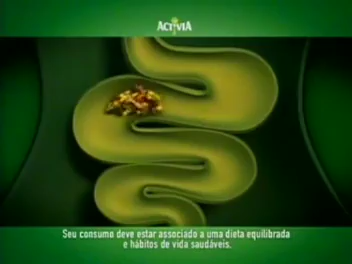 ACTIVIA
Seu consumo deve estar associado a uma dieta equilibrada
e hábitos de vida saudáveis.